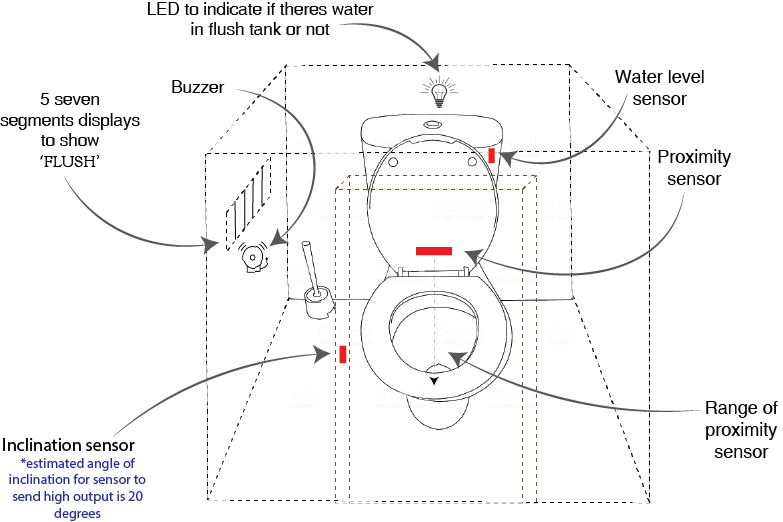 LED to indicate if theres water
in flush tank or not
Buzzer
Water level
sensor
5 seven
segments displays
to show
‘FLUSH’
Proximity
sensor
Range of
proximity
sensor
Inclination sensor
*estimated angle of
inclination for sensor to
send high output is 20
degrees